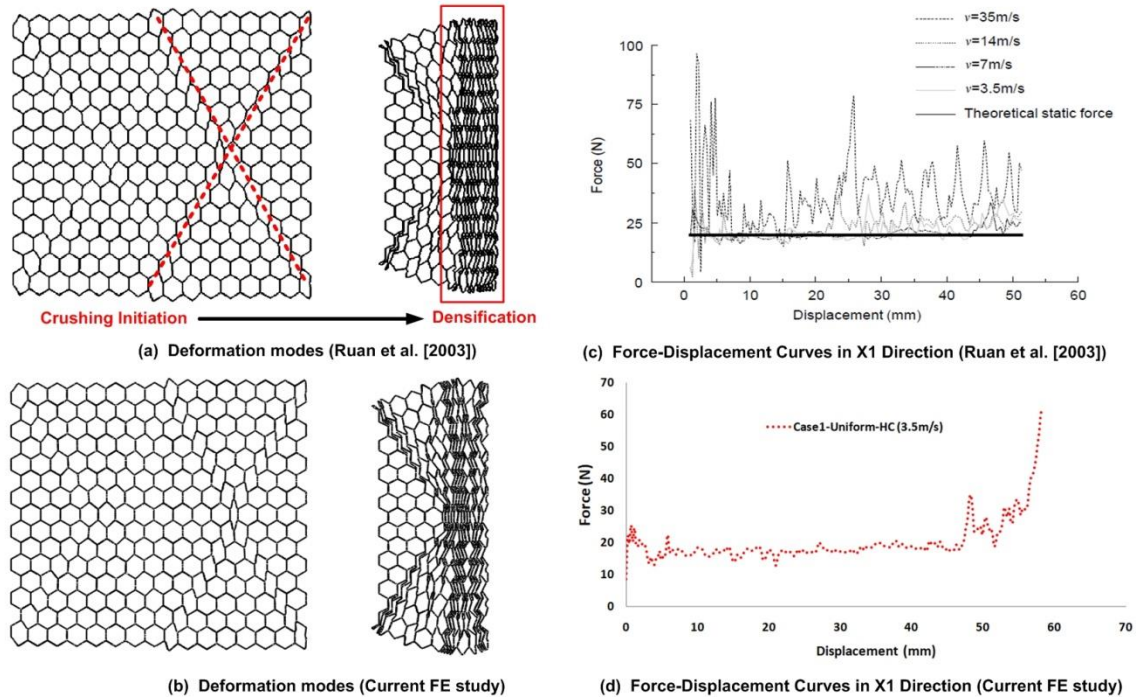 Crushing Initiation
Densification
(a) Deformation modes (Ruan et al. [2003])
v=35m/s
v=14m/s
v=7m/s
v=3.5m/s
Theoretical static force
100
75
50
25
0
Force (N)
0 10 20 30 40 50 60
Displacement (mm)
(c) Force-Displacement Curves in X1 Direction (Ruan et al. [2003])
(b) Deformation modes (Current FE study)
70
60
50
40
30
20
10
0
Force (N)
Case1-Uniform-HC (3.5m/s)
0 10 20 30 40 50 60 70
Displacement (mm)
(d) Force-Displacement Curves in X1 Direction (Current FE study)